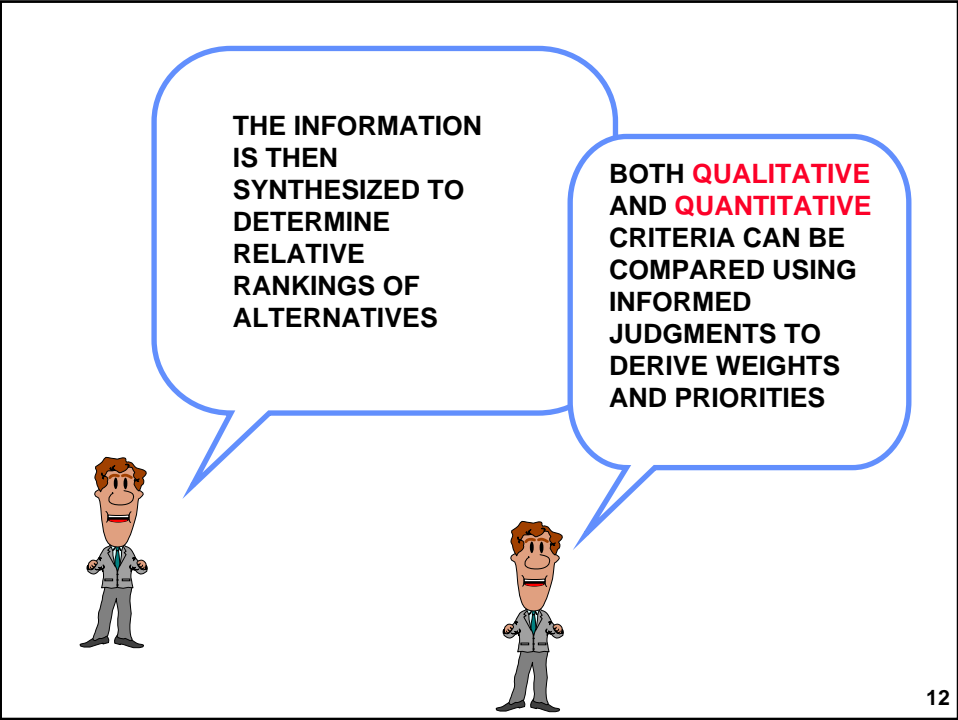 THE INFORMATION
IS THEN
SYNTHESIZED TO
DETERMINE
RELATIVE
RANKINGS OF
ALTERNATIVES
BOTH QUALITATIVE
AND QUANTITATIVE
CRITERIA CAN BE
COMPARED USING
INFORMED
JUDGMENTS TO
DERIVE WEIGHTS
AND PRIORITIES
12